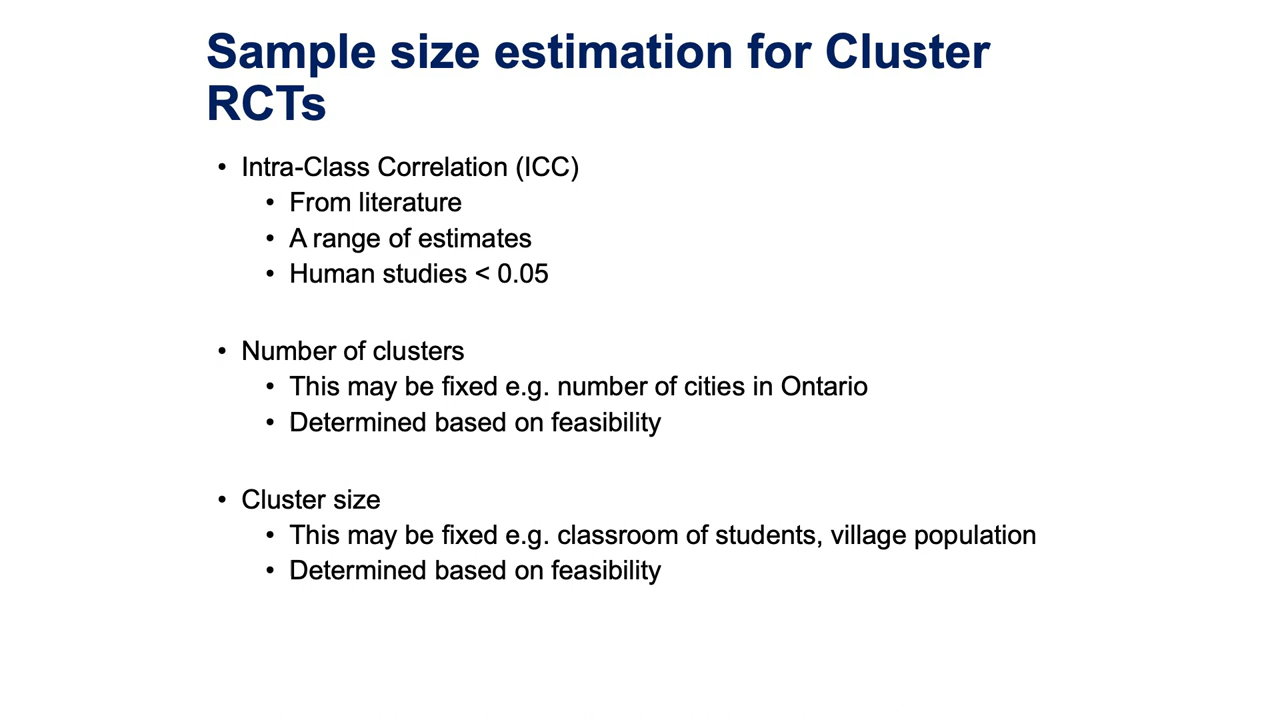 Sample size estimation for Cluster
RCTs
• Intra-Class Correlation (ICC)
• From literature
• A range of estimates
• Human studies < 0.05
• Number of clusters
• This may be fixed e.g. number of cities in Ontario
• Determined based on feasibility
• Cluster size
• This may be fixed e.g. classroom of students, village population
• Determined based on feasibility